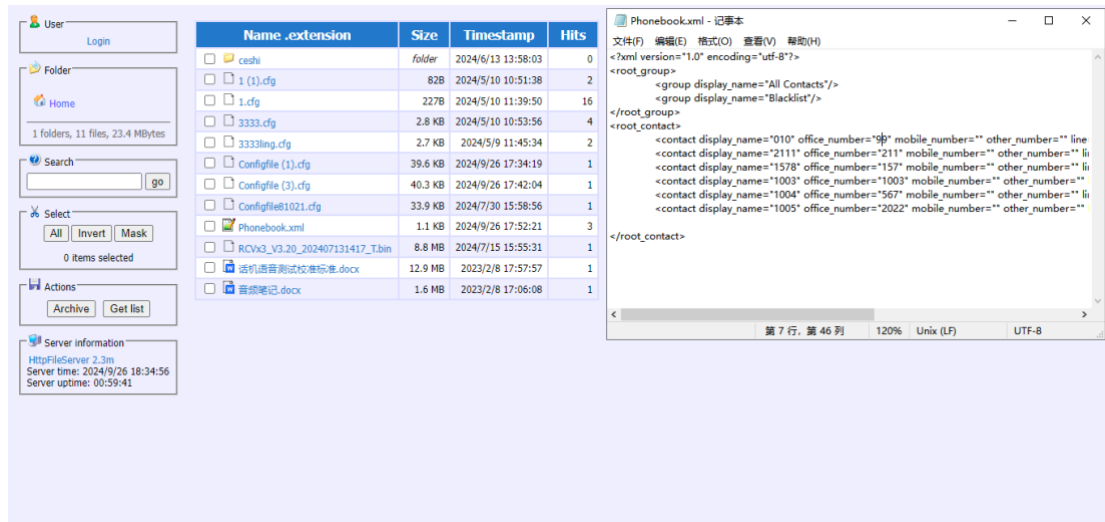 User
Login
Folder
Home
1 folders, 11 files, 23.4 MBytes
Search
go
Select
All Invert Mask
0 items selected
Actions
Archive Get list
Server information
HttpFileServer 2.3m
Server time: 2024/9/26 18:34:56
Server uptime: 00:59:41
Name .extension Size Timestamp Hits
ceshi folder 2024/6/13 13:58:03 0
1 (1).cfg 82B 2024/5/10 10:51:38 2
1.cfg 227B 2024/5/10 11:39:50 16
3333.cfg 2.8 KB 2024/5/10 10:53:56 4
3333ling.cfg 2.7 KB 2024/5/9 11:45:34 2
Configfile (1).cfg 39.6 KB 2024/9/26 17:34:19 1
Configfile (3).cfg 40.3 KB 2024/9/26 17:42:04 1
Configfile81021.cfg 33.9 KB 2024/7/30 15:58:56 1
Phonebook.xml 1.1 KB 2024/9/26 17:52:21 3
RCVx3_V3.20_202407131417_T.bin 8.8 MB 2024/7/15 15:55:31 1
话机语音测试校准标准.docx 12.9 MB 2023/2/8 17:57:57 1
音频笔记.docx 1.6 MB 2023/2/8 17:06:08 1
Phonebook.xml - 记事本
文件(F) 编辑(E) 格式(O) 查看(V) 帮助(H)
<?xml version="1.0" encoding="utf-8"?>
<root_group>
<group display_name="All Contacts"/>
<group display_name="Blacklist"/>
</root_group>
<root_contact>
<contact display_name="010" office_number="99" mobile_number="" other_number="" line
<contact display_name="2111" office_number="211" mobile_number="" other_number="" li
<contact display_name="1578" office_number="157" mobile_number="" other_number="" li
<contact display_name="1003" office_number="1003" mobile_number="" other_number=""
<contact display_name="1004" office_number="567" mobile_number="" other_number="" li
<contact display_name="1005" office_number="2022" mobile_number="" other_number=""
</root_contact>
第 7 行，第 46 列 120% Unix (LF) UTF-8